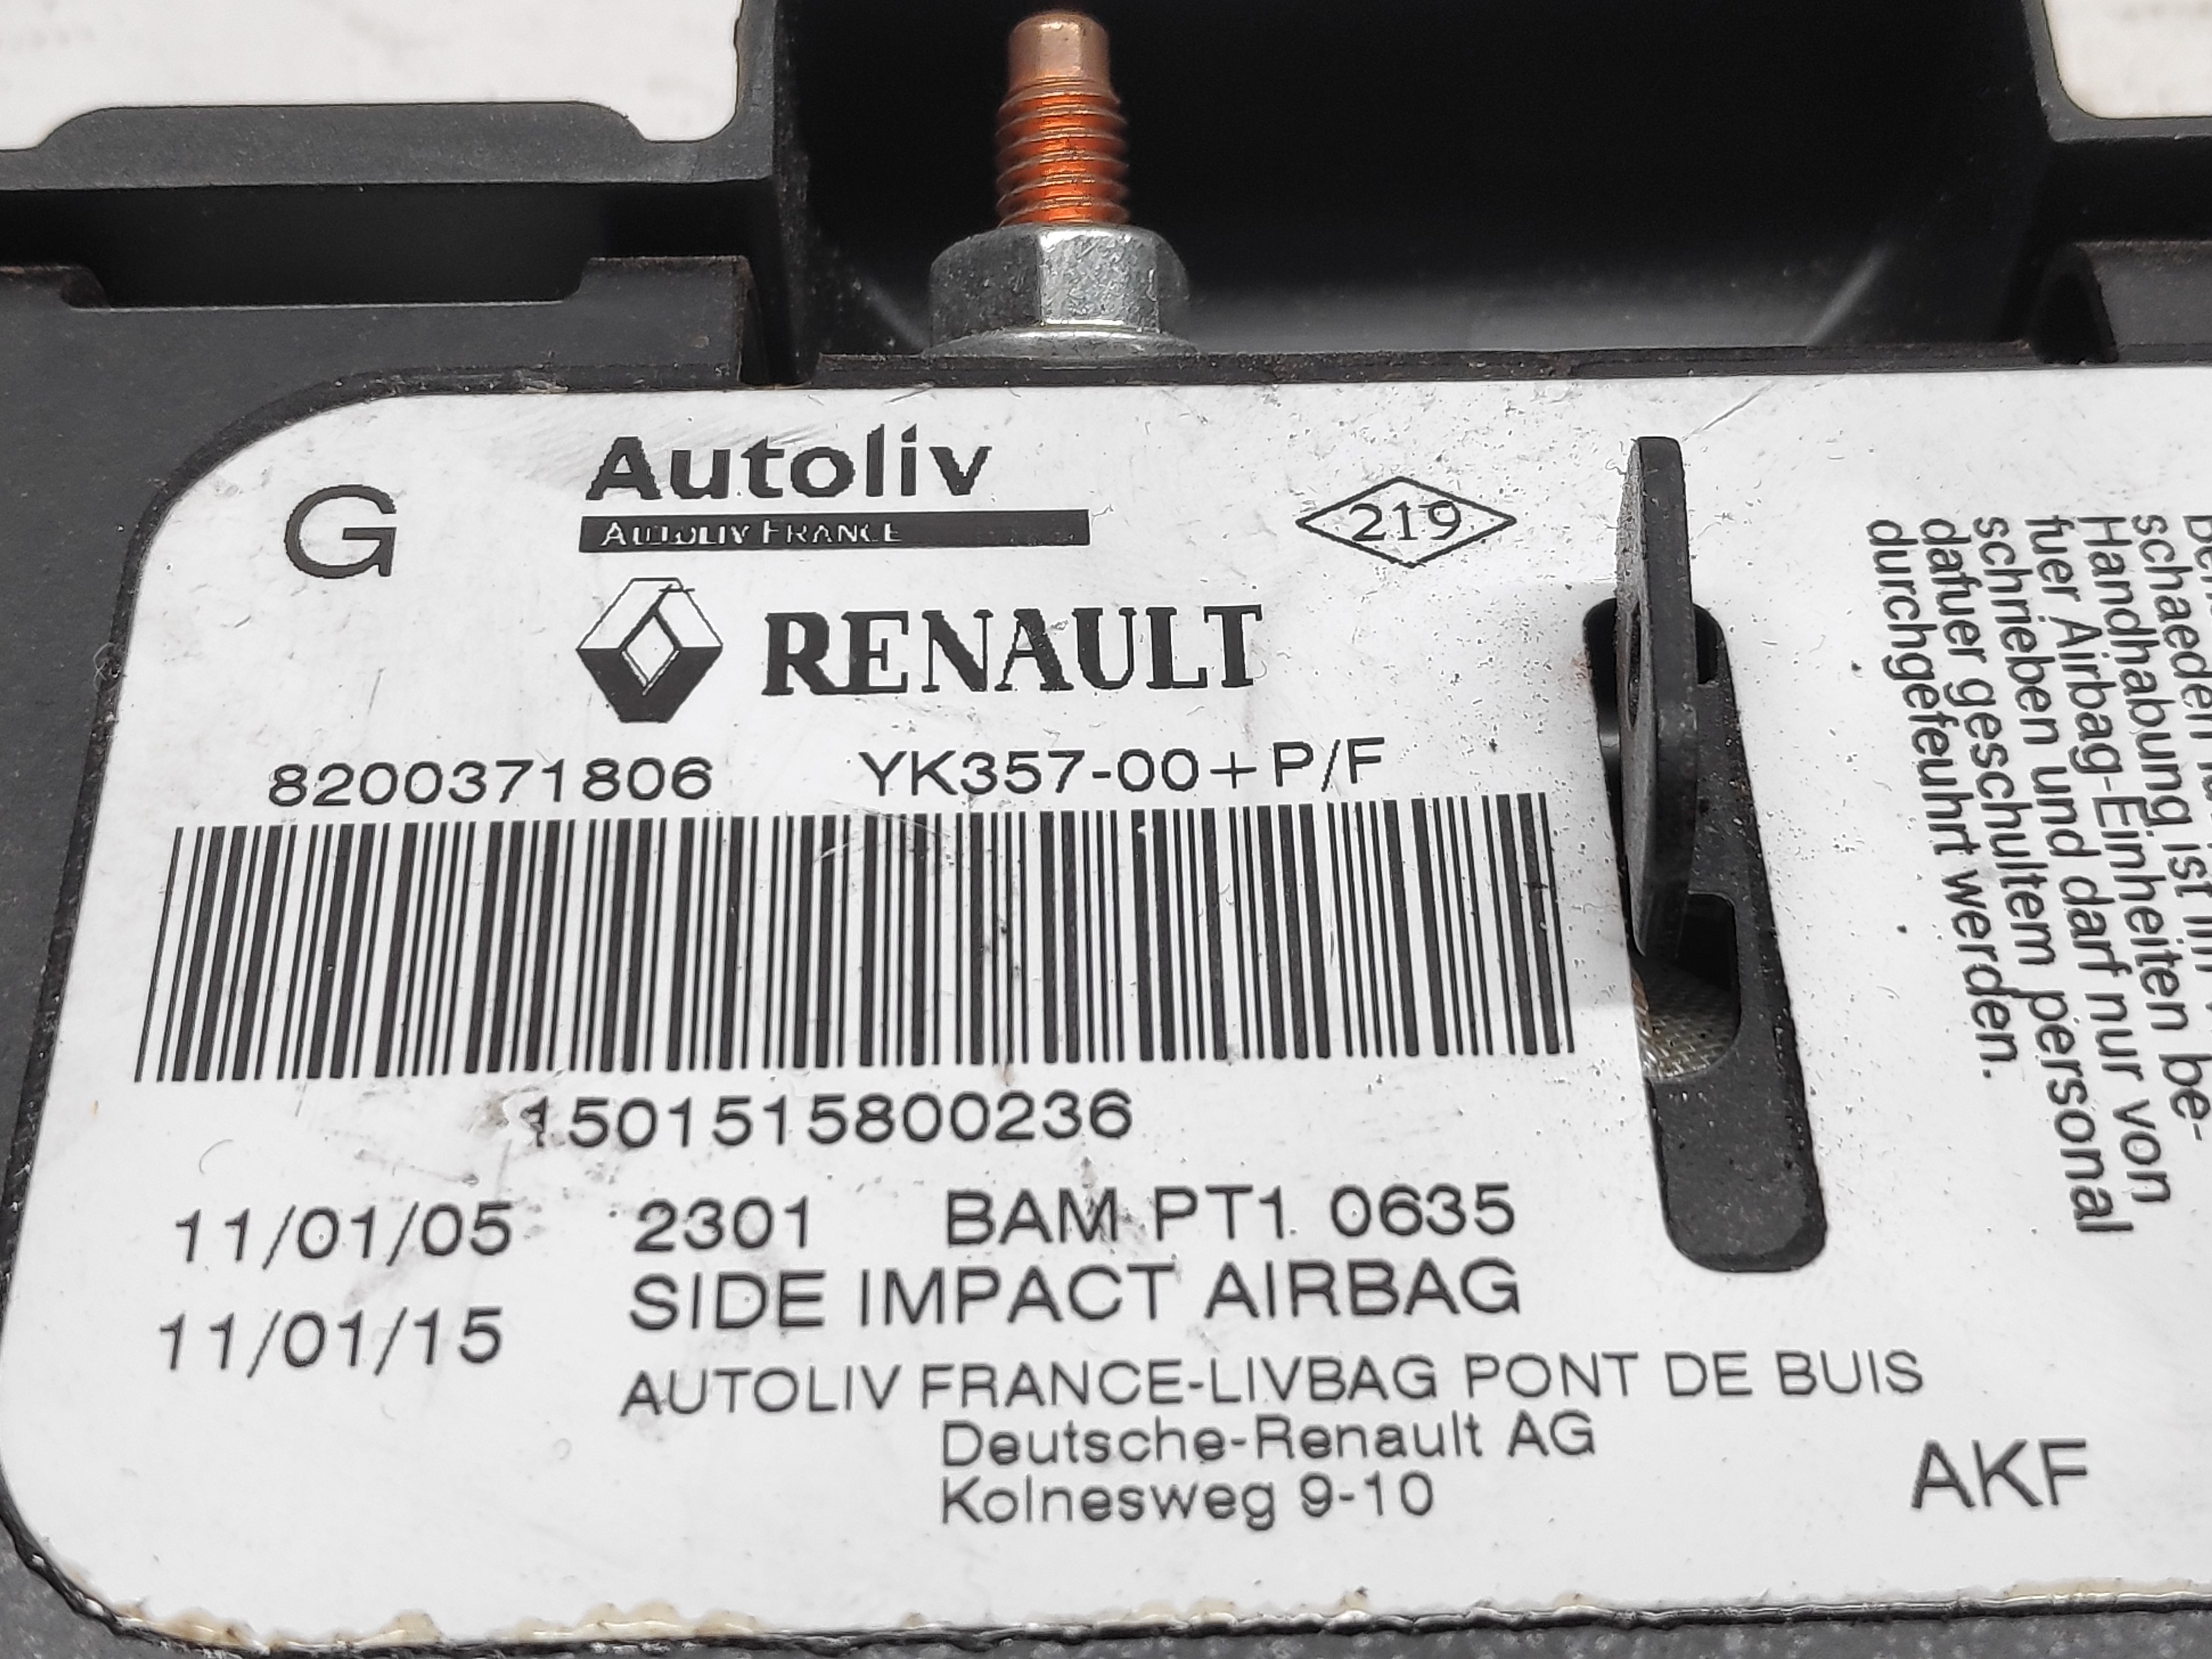 G
Autoliv
AUTOLIV FRANCE
219
RENAULT
8200371806 YK357-00+P/F
1501515800236
11/01/05 2301 BAM PT1 0635
SIDE IMPACT AIRBAG
11/01/15
AUTOLIV FRANCE-LIVBAG PONT DE BUIS
Deutsche-Renault AG
Kolnesweg 9-10
AKF
schaeden
Handhabung ist im
fuer Airbag-Einheiten be-
schrieben und darf nur von
dafuer geschultem personal
durchgefeuhrt werden.